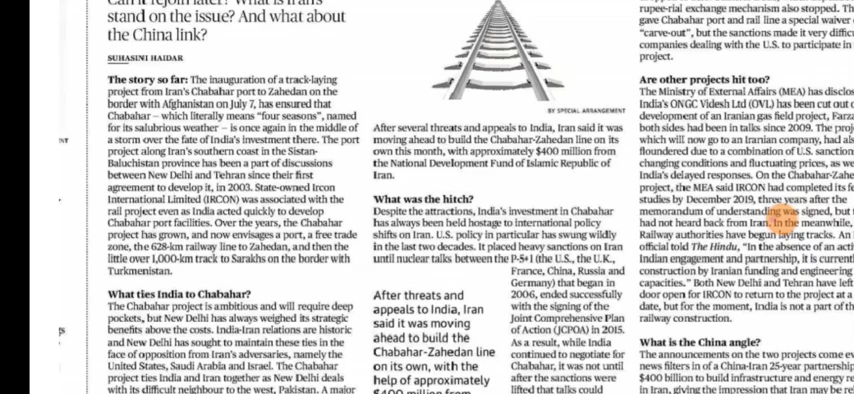 Can it rejoin later? What is Iran's
stand on the issue? And what about
the China link?
SUHASINI HAIDAR
The story so far: The inauguration of a track-laying
project from Iran's Chabahar port to Zahedan on the
border with Afghanistan on July 7, has ensured that
Chabahar – which literally means "four seasons", named
for its salubrious weather – is once again in the middle of
a storm over the fate of India's investment there. The port
project along Iran's southern coast in the Sistan-
Baluchistan province has been a part of discussions
between New Delhi and Tehran since their first
agreement to develop it, in 2003. State-owned Ircon
International Limited (IRCON) was associated with the
rail project even as India acted quickly to develop
Chabahar port facilities. Over the years, the Chabahar
project has grown, and now envisages a port, a free trade
zone, the 628-km railway line to Zahedan, and then the
little over 1,000-km track to Sarakhs on the border with
Turkmenistan.
What ties India to Chabahar?
The Chabahar project is ambitious and will require deep
pockets, but New Delhi has always weighed its strategic
benefits above the costs. India-Iran relations are historic
and New Delhi has sought to maintain these ties in the
face of opposition from Iran's adversaries, namely the
United States, Saudi Arabia and Israel. The Chabahar
project ties India and Iran together as New Delhi deals
with its difficult neighbour to the west, Pakistan. A major
BY SPECIAL ARRANGEMENT
After several threats and appeals to India, Iran said it was
moving ahead to build the Chabahar-Zahedan line on its
own this month, with approximately $400 million from
the National Development Fund of Islamic Republic of
Iran.
What was the hitch?
Despite the attractions, India's investment in Chabahar
has always been held hostage to international policy
shifts on Iran. U.S. policy in particular has swung wildly
in the last two decades. It placed heavy sanctions on Iran
until nuclear talks between the P-5+1 (the U.S., the U.K.,
France, China, Russia and
Germany) that began in
2006, ended successfully
with the signing of the
Joint Comprehensive Plan
of Action (JCPOA) in 2015.
As a result, while India
continued to negotiate for
Chabahar, it was not until
after the sanctions were
lifted that talks could
After threats and
appeals to India, Iran
said it was moving
ahead to build the
Chabahar-Zahedan line
on its own, with the
help of approximately
$400 million from
rupee-rial exchange mechanism also stopped. Th
gave Chabahar port and rail line a special waiver
"carve-out", but the sanctions made it very difficu
companies dealing with the U.S. to participate in
project.
Are other projects hit too?
The Ministry of External Affairs (MEA) has disclos
India's ONGC Videsh Ltd (OVL) has been cut out o
development of an Iranian gas field project, Farza
both sides had been in talks since 2009. The proj
which will now go to an Iranian company, had als
floundered due to a combination of U.S. sanction
changing conditions and fluctuating prices, as we
India's delayed responses. On the Chabahar-Zahe
project, the MEA said IRCON had completed its fe
studies by December 2019, three years after the
memorandum of understanding was signed, but
had not heard back from Iran. In the meanwhile,
Railway authorities have begun laying tracks. An
official told The Hindu, "In the absence of an acti
Indian engagement and partnership, it is currentl
construction by Iranian funding and engineering
capacities." Both New Delhi and Tehran have left
door open for IRCON to return to the project at a
date, but for the moment, India is not a part of th
railway construction.
What is the China angle?
The announcements on the two projects come ev
news filters in of a China-Iran 25-year partnership
$400 billion to build infrastructure and energy re
in Iran, giving the impression that Iran may be rel